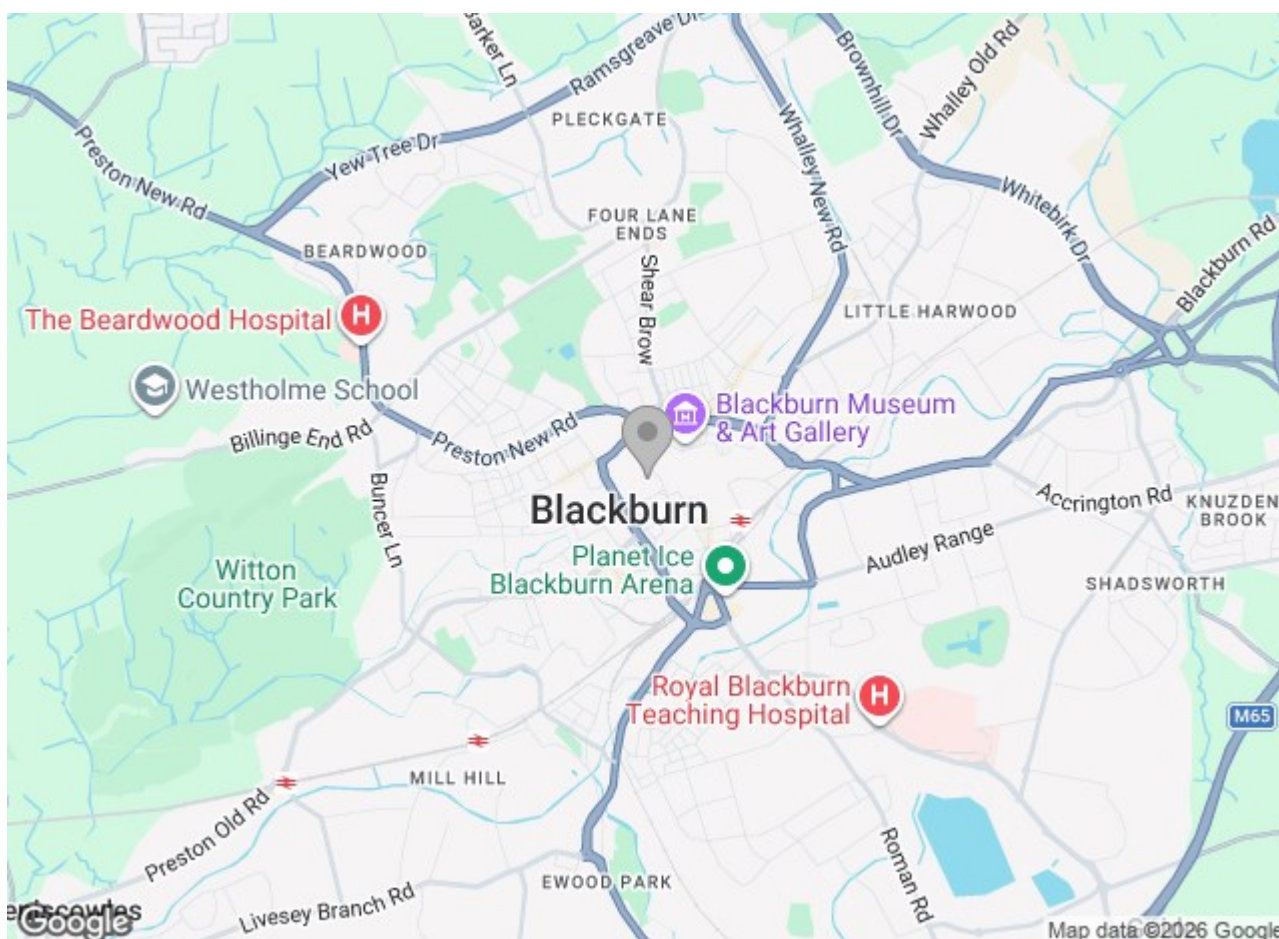 Barker Ln
Ramsgreave Dr
Brownhill Dr
Whalley Old Rd
PLECKGATE
Preston New Rd
Yew Tree Dr
Whalley New Rd
Whitebirk Dr
FOUR LANE
ENDS
BEARDWOOD
Shear Brow
Blackburn Rd
The Beardwood Hospital
H
LITTLE HARWOOD
Westholme School
Blackburn Museum
& Art Gallery
Billinge End Rd
Preston New Rd
Buncer Ln
Blackburn
Accrington Rd
KNUZDEN
BROOK
Audley Range
Planet Ice
Blackburn Arena
Witton
Country Park
SHADSWORTH
Royal Blackburn
Teaching Hospital
H
M65
MILL HILL
Preston Old Rd
Roman Rd
EWOOD PARK
Livesey Branch Rd
Google
Map data ©2026 Google